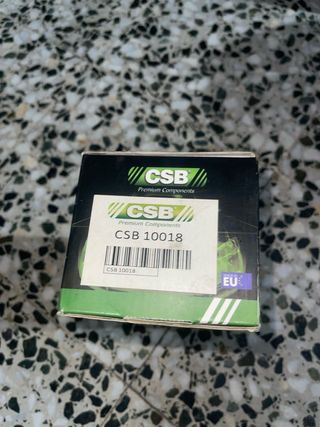 CSB
Premium Components
CSB
Premium Components
CSB 10018
CSB 10018
EU